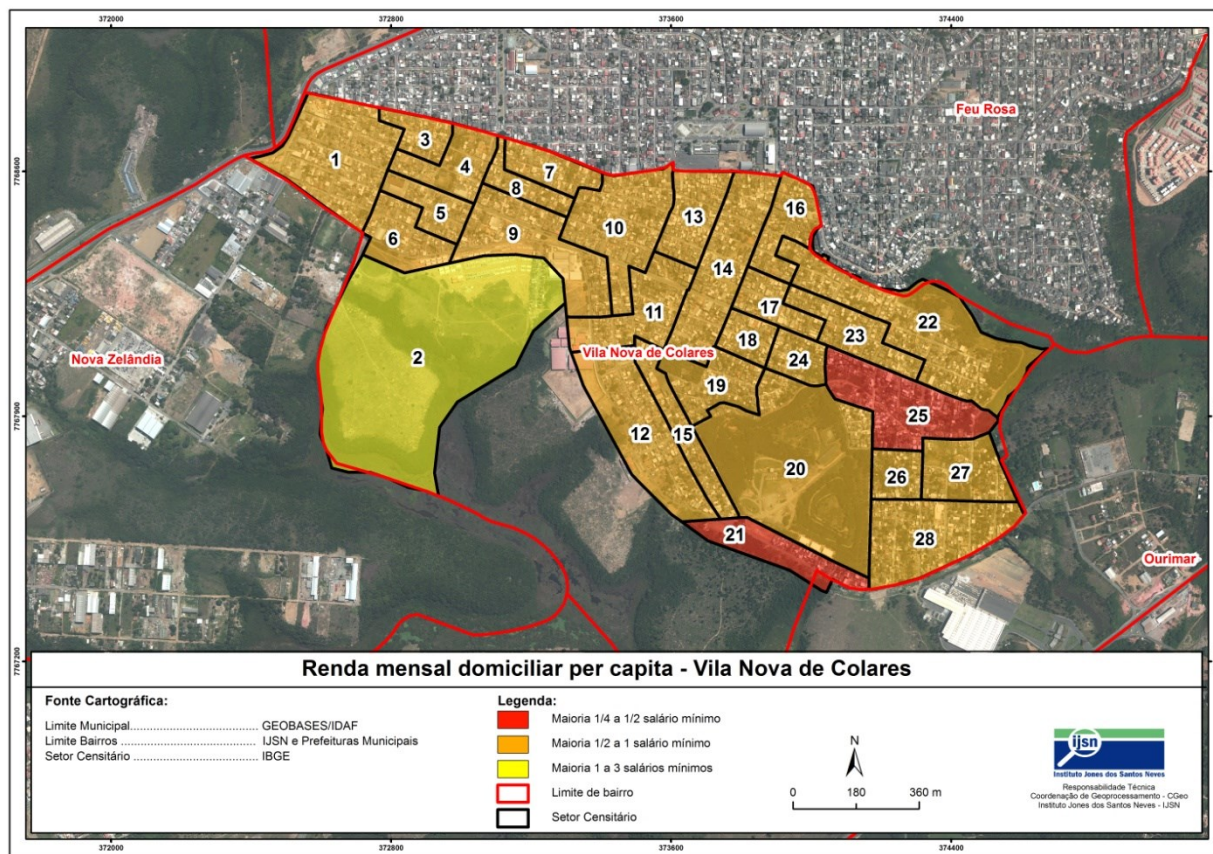 372000 372800 373600 374400
Feu Rosa
3
7
1
4
16
8
13
5
10
6
9
14
7768600
11
17
22
23
18
24
2
Nova Zelândia
Vila Nova de Colares
19
25
7767900
12
15
20
26
27
21
28
Ourimar
7767200
Renda mensal domiciliar per capita - Vila Nova de Colares
Fonte Cartográfica:
Limite Municipal.......................... GEOBASES/IDAF
Limite Bairros .............................. IJSN e Prefeituras Municipais
Setor Censitário ........................... IBGE
Legenda:
Maioria 1/4 a 1/2 salário mínimo
Maioria 1/2 a 1 salário mínimo
Maioria 1 a 3 salários mínimos
Limite de bairro
Setor Censitário
N
0 180 360 m
ijsn
Instituto Jones dos Santos Neves
Responsabilidade Técnica
Coordenação de Geoprocessamento - CGeo
Instituto Jones dos Santos Neves - IJSN
372000 372800 373600 374400
7768600
7767900
7767200